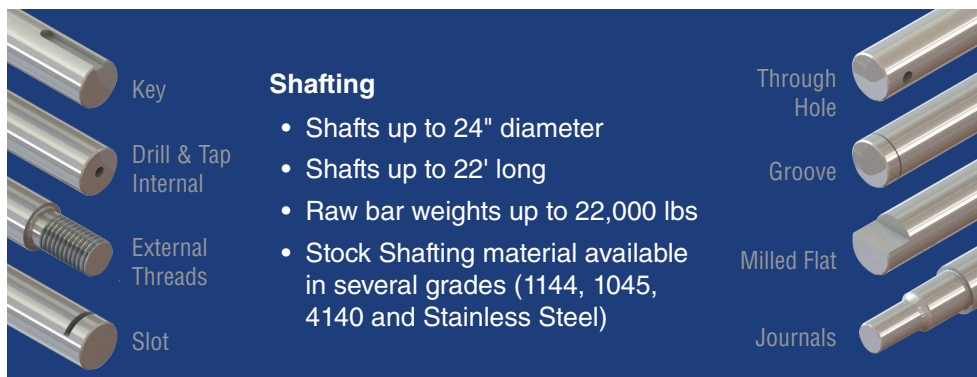 Key
Drill & Tap
Internal
External
Threads
Slot
Shafting
• Shafts up to 24" diameter
• Shafts up to 22' long
• Raw bar weights up to 22,000 lbs
• Stock Shafting material available
in several grades (1144, 1045,
4140 and Stainless Steel)
Through
Hole
Groove
Milled Flat
Journals